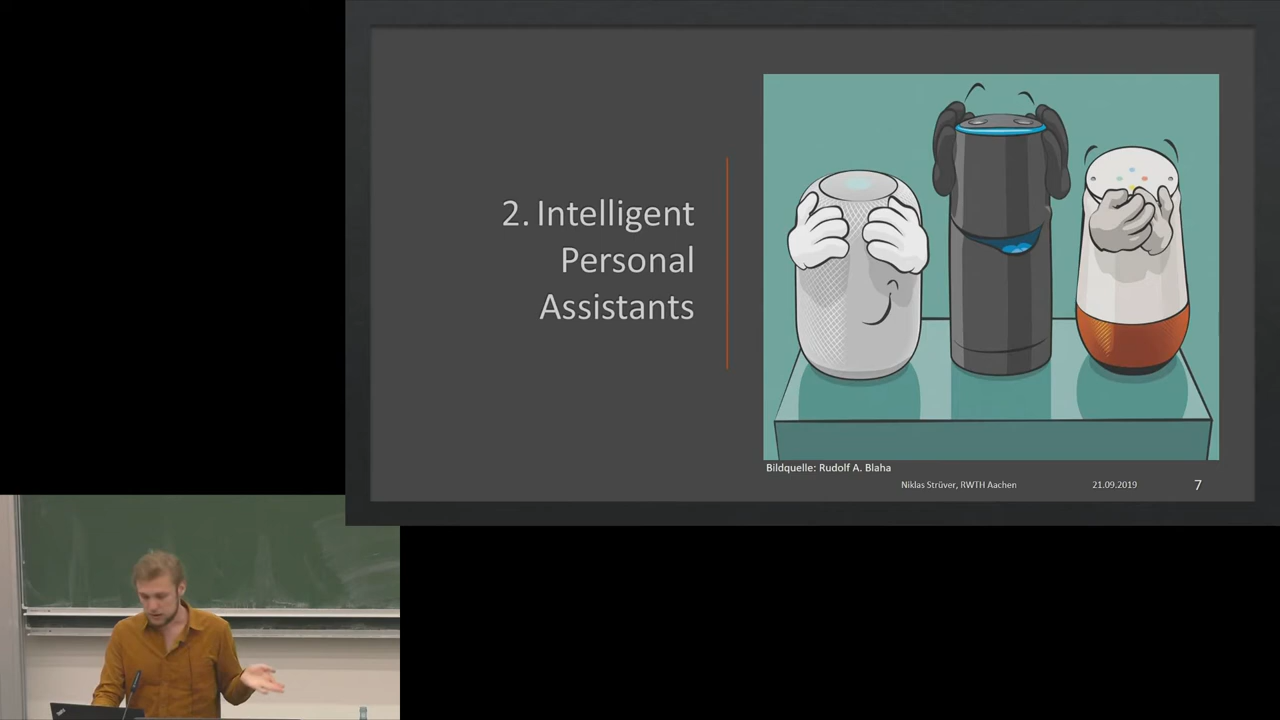 2. Intelligent
Personal
Assistants
Bildquelle: Rudolf A. Blaha
Niklas Strüver, RWTH Aachen
21.09.2019
7